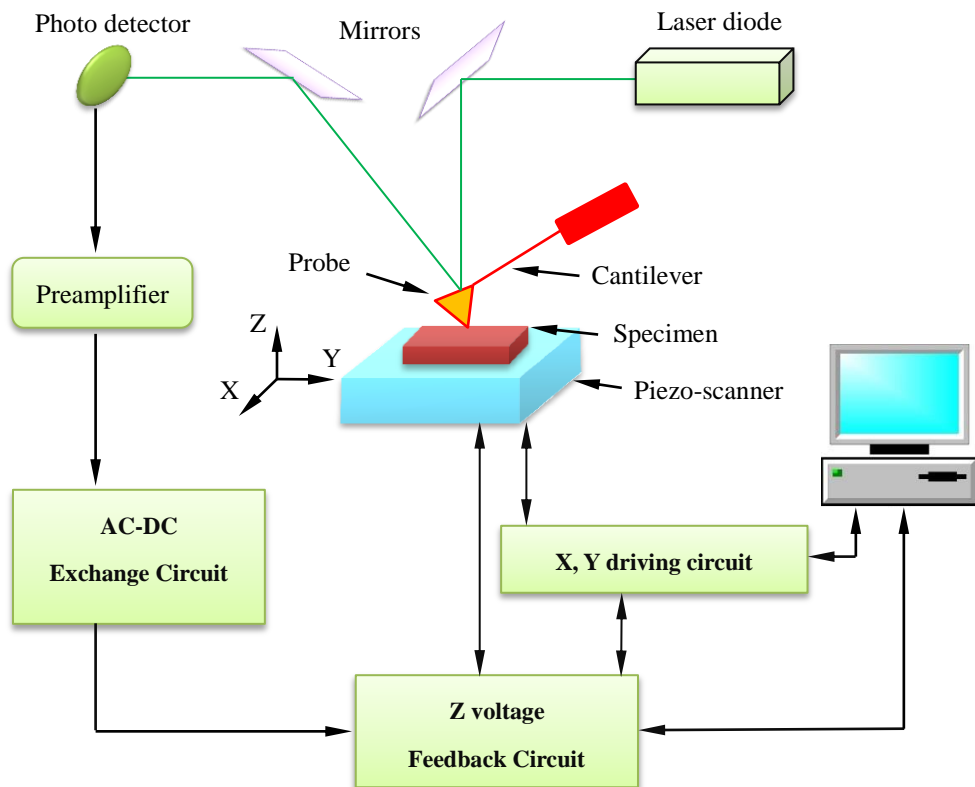 Photo detector
Mirrors
Laser diode
Probe
Cantilever
Preamplifier
Z
Specimen
Y
X
Piezo-scanner
AC-DC
Exchange Circuit
X, Y driving circuit
Z voltage
Feedback Circuit